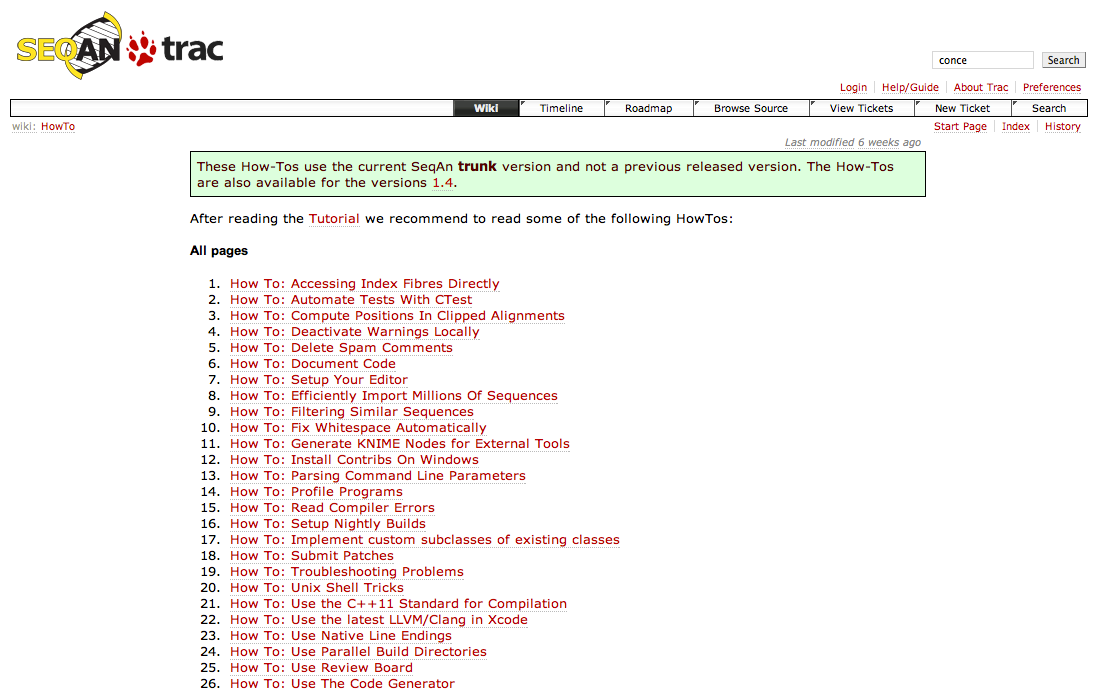 SEQAN trac
conce Search
Login Help/Guide About Trac Preferences
Wiki Timeline Roadmap Browse Source View Tickets New Ticket Search
wiki: HowTo Start Page Index History
Last modified 6 weeks ago
These How-Tos use the current SeqAn trunk version and not a previous released version. The How-Tos
are also available for the versions 1.4.
After reading the Tutorial we recommend to read some of the following HowTos:
All pages
1. How To: Accessing Index Fibres Directly
2. How To: Automate Tests With CTest
3. How To: Compute Positions In Clipped Alignments
4. How To: Deactivate Warnings Locally
5. How To: Delete Spam Comments
6. How To: Document Code
7. How To: Setup Your Editor
8. How To: Efficiently Import Millions Of Sequences
9. How To: Filtering Similar Sequences
10. How To: Fix Whitespace Automatically
11. How To: Generate KNIME Nodes for External Tools
12. How To: Install Contribs On Windows
13. How To: Parsing Command Line Parameters
14. How To: Profile Programs
15. How To: Read Compiler Errors
16. How To: Setup Nightly Builds
17. How To: Implement custom subclasses of existing classes
18. How To: Submit Patches
19. How To: Troubleshooting Problems
20. How To: Unix Shell Tricks
21. How To: Use the C++11 Standard for Compilation
22. How To: Use the latest LLVM/Clang in Xcode
23. How To: Use Native Line Endings
24. How To: Use Parallel Build Directories
25. How To: Use Review Board
26. How To: Use The Code Generator